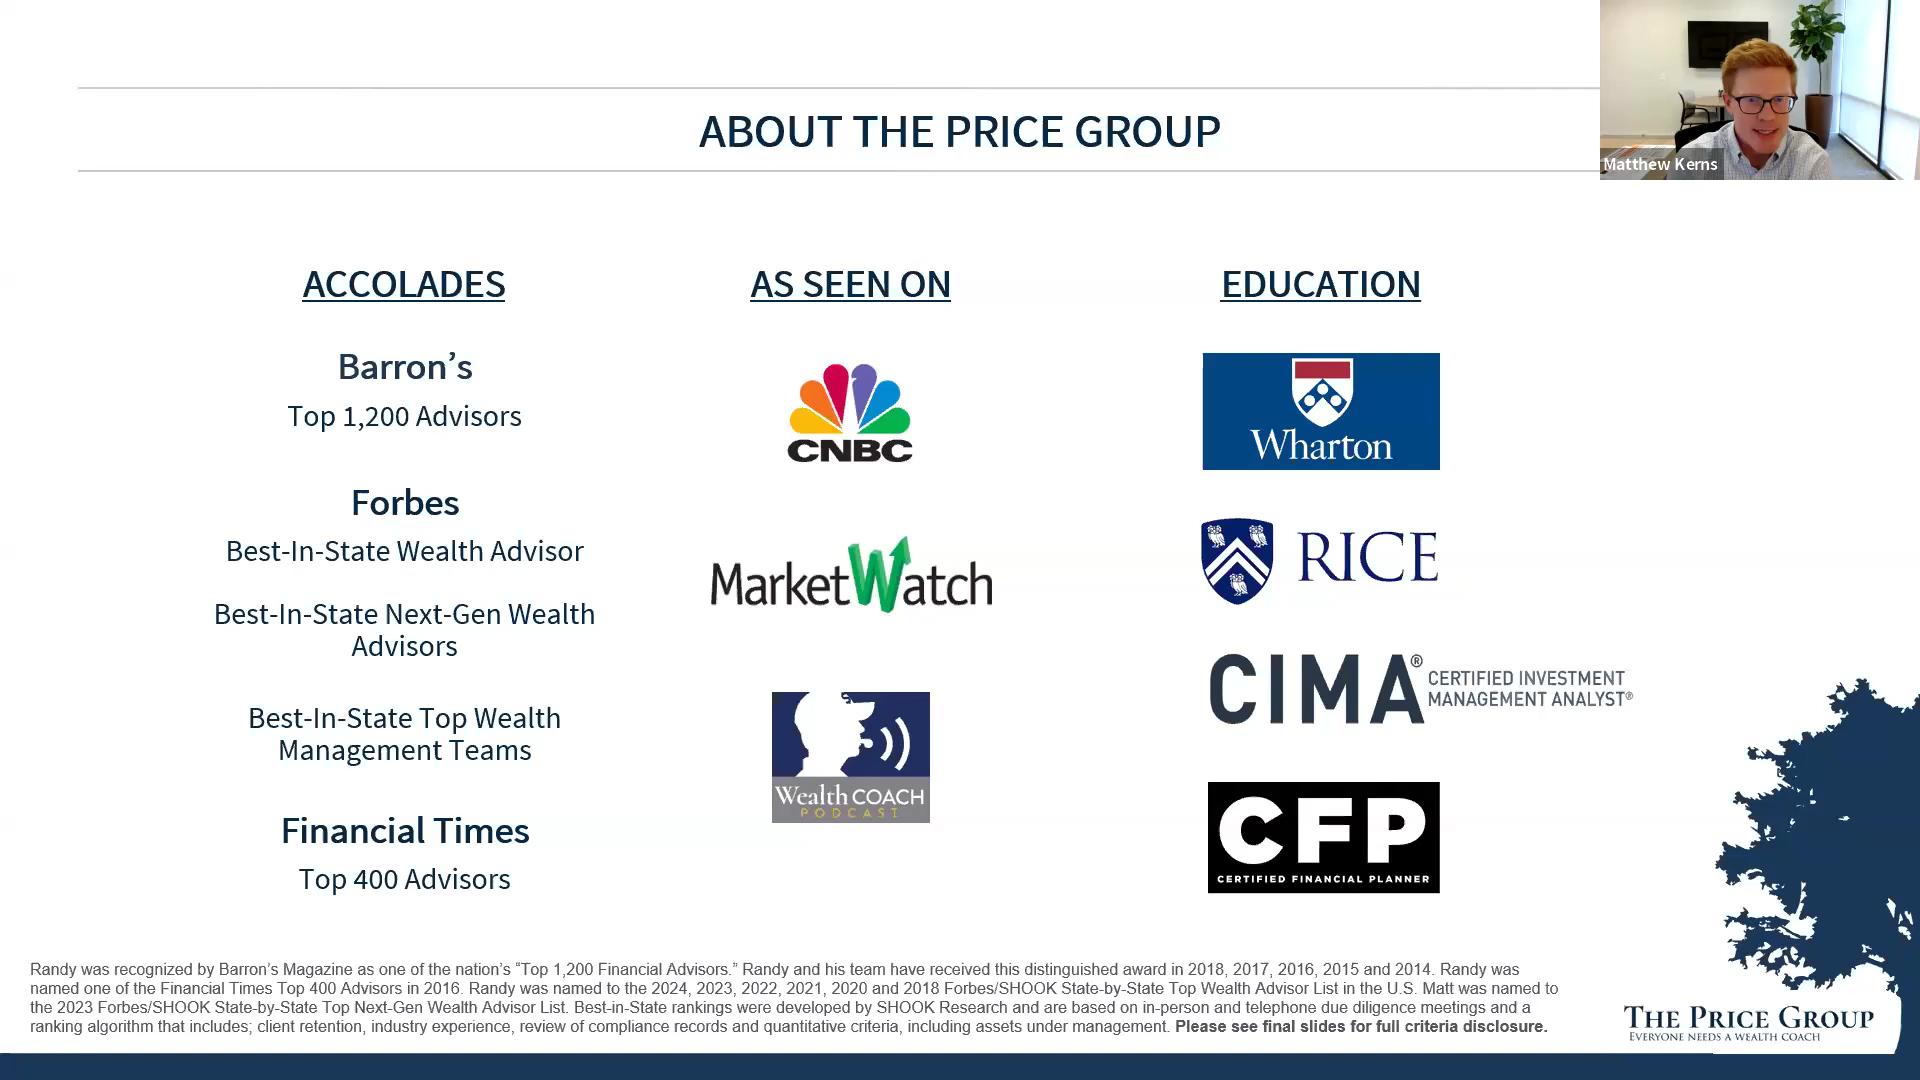 ABOUT THE PRICE GROUP
Matthew Kerns
ACCOLADES
Barron's
Top 1,200 Advisors
Forbes
Best-In-State Wealth Advisor
Best-In-State Next-Gen Wealth
Advisors
Best-In-State Top Wealth
Management Teams
Financial Times
Top 400 Advisors
AS SEEN ON
CNBC
MarketWatch
Wealth COACH
PODCAST
EDUCATION
Wharton
RICE
CIMA® CERTIFIED INVESTMENT
MANAGEMENT ANALYST®
CFP
CERTIFIED FINANCIAL PLANNER
Randy was recognized by Barron's Magazine as one of the nation's “Top 1,200 Financial Advisors.” Randy and his team have received this distinguished award in 2018, 2017, 2016, 2015 and 2014. Randy was
named one of the Financial Times Top 400 Advisors in 2016. Randy was named to the 2024, 2023, 2022, 2021, 2020 and 2018 Forbes/SHOOK State-by-State Top Wealth Advisor List in the U.S. Matt was named to
the 2023 Forbes/SHOOK State-by-State Top Next-Gen Wealth Advisor List. Best-in-State rankings were developed by SHOOK Research and are based on in-person and telephone due diligence meetings and a
ranking algorithm that includes; client retention, industry experience, review of compliance records and quantitative criteria, including assets under management. Please see final slides for full criteria disclosure.
THE PRICE GROUP
EVERYONE NEEDS A WEALTH COACH